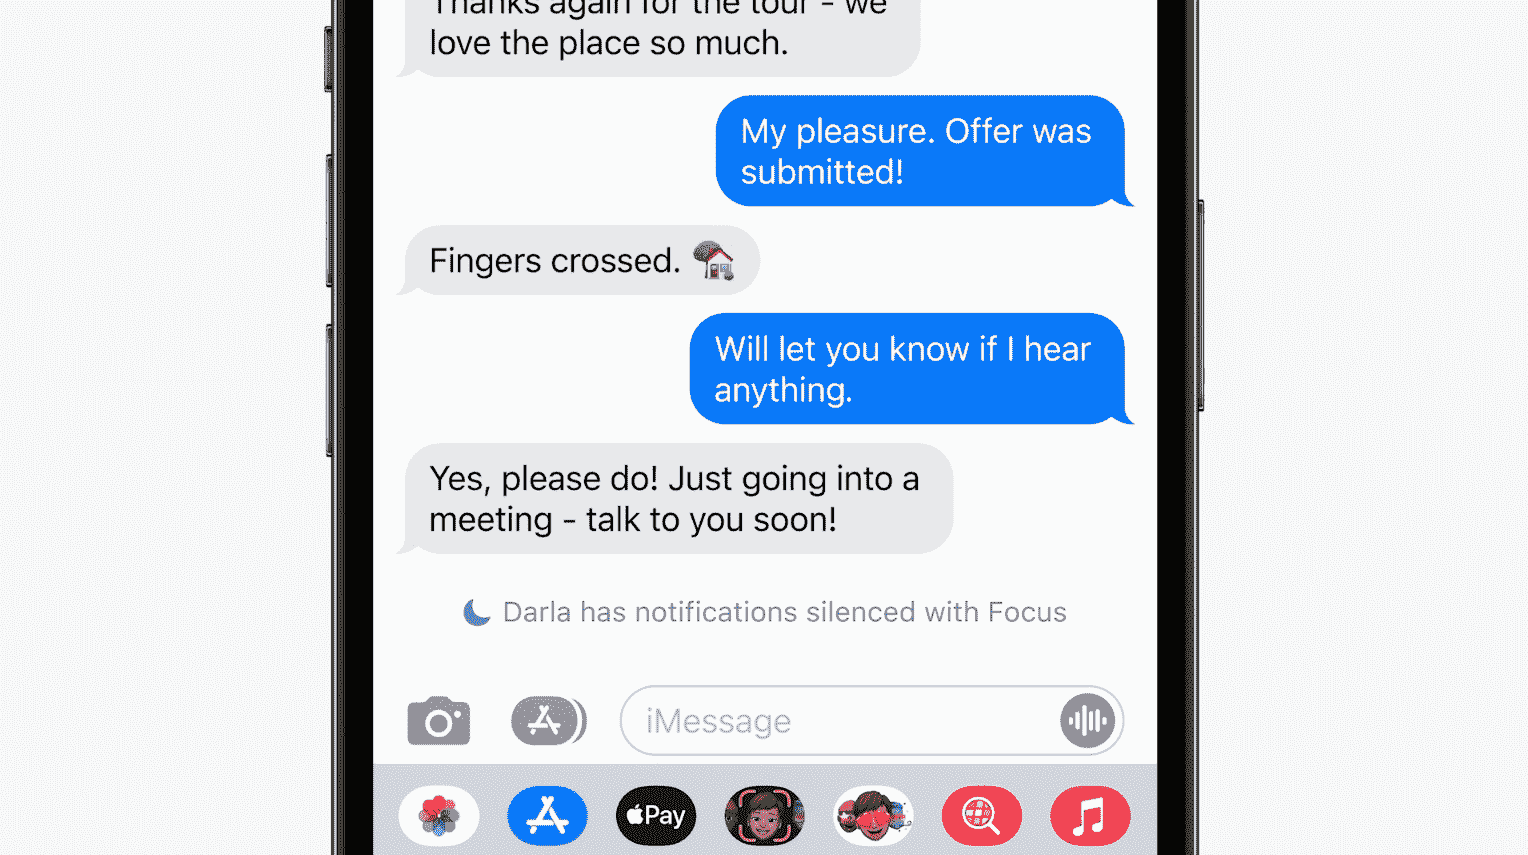 Thanks again for the tour - we
love the place so much.
My pleasure. Offer was
submitted!
Fingers crossed.
Will let you know if I hear
anything.
Yes, please do! Just going into a
meeting - talk to you soon!
Darla has notifications silenced with Focus
iMessage
Pay